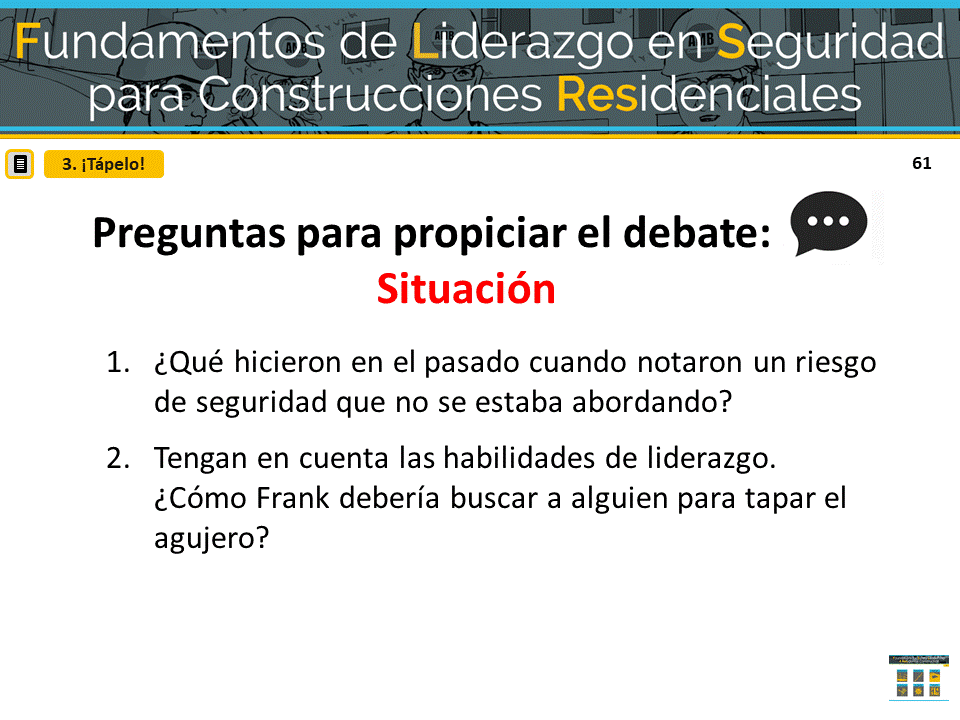 Fundamentos de Liderazgo en Seguridad
para Construcciones Residenciales
3. ¡Tápelo!
61
Preguntas para propiciar el debate:
Situación
1. ¿Qué hicieron en el pasado cuando notaron un riesgo
de seguridad que no se estaba abordando?
2. Tengan en cuenta las habilidades de liderazgo.
¿Cómo Frank debería buscar a alguien para tapar el
agujero?